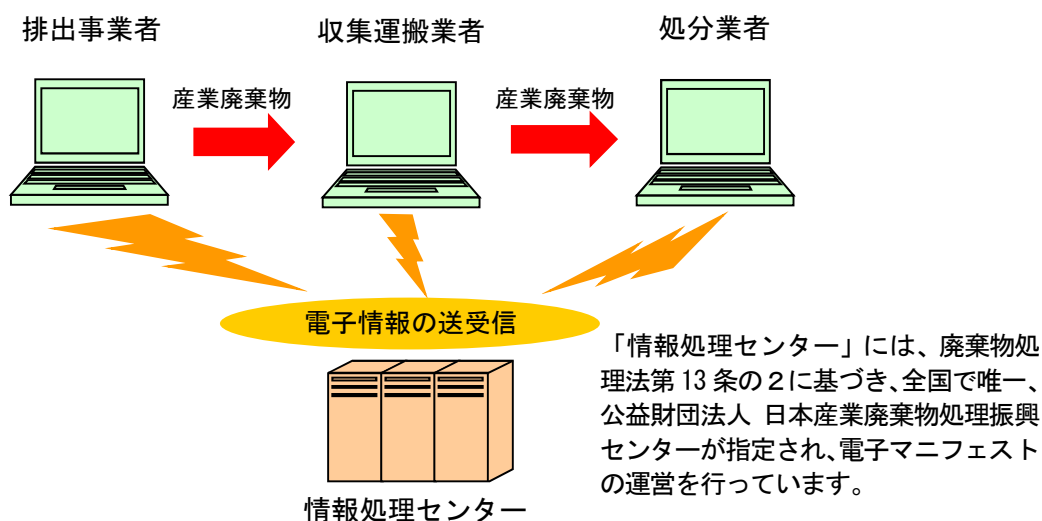 排出事業者
収集運搬業者
処分業者
産業廃棄物
産業廃棄物
電子情報の送受信
情報処理センター
「情報処理センター」には、廃棄物処
理法第13条の2に基づき、全国で唯一、
公益財団法人 日本産業廃棄物処理振興
センターが指定され、電子マニフェスト
の運営を行っています。